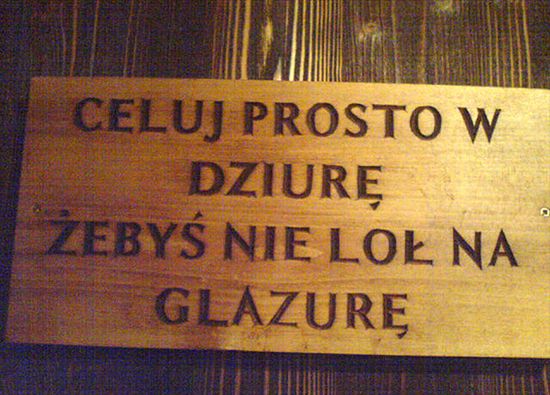 CELUJ PROSTO W
DZIURĘ
ŻEBYŚ NIE LOŁ NA
GLAZURĘ